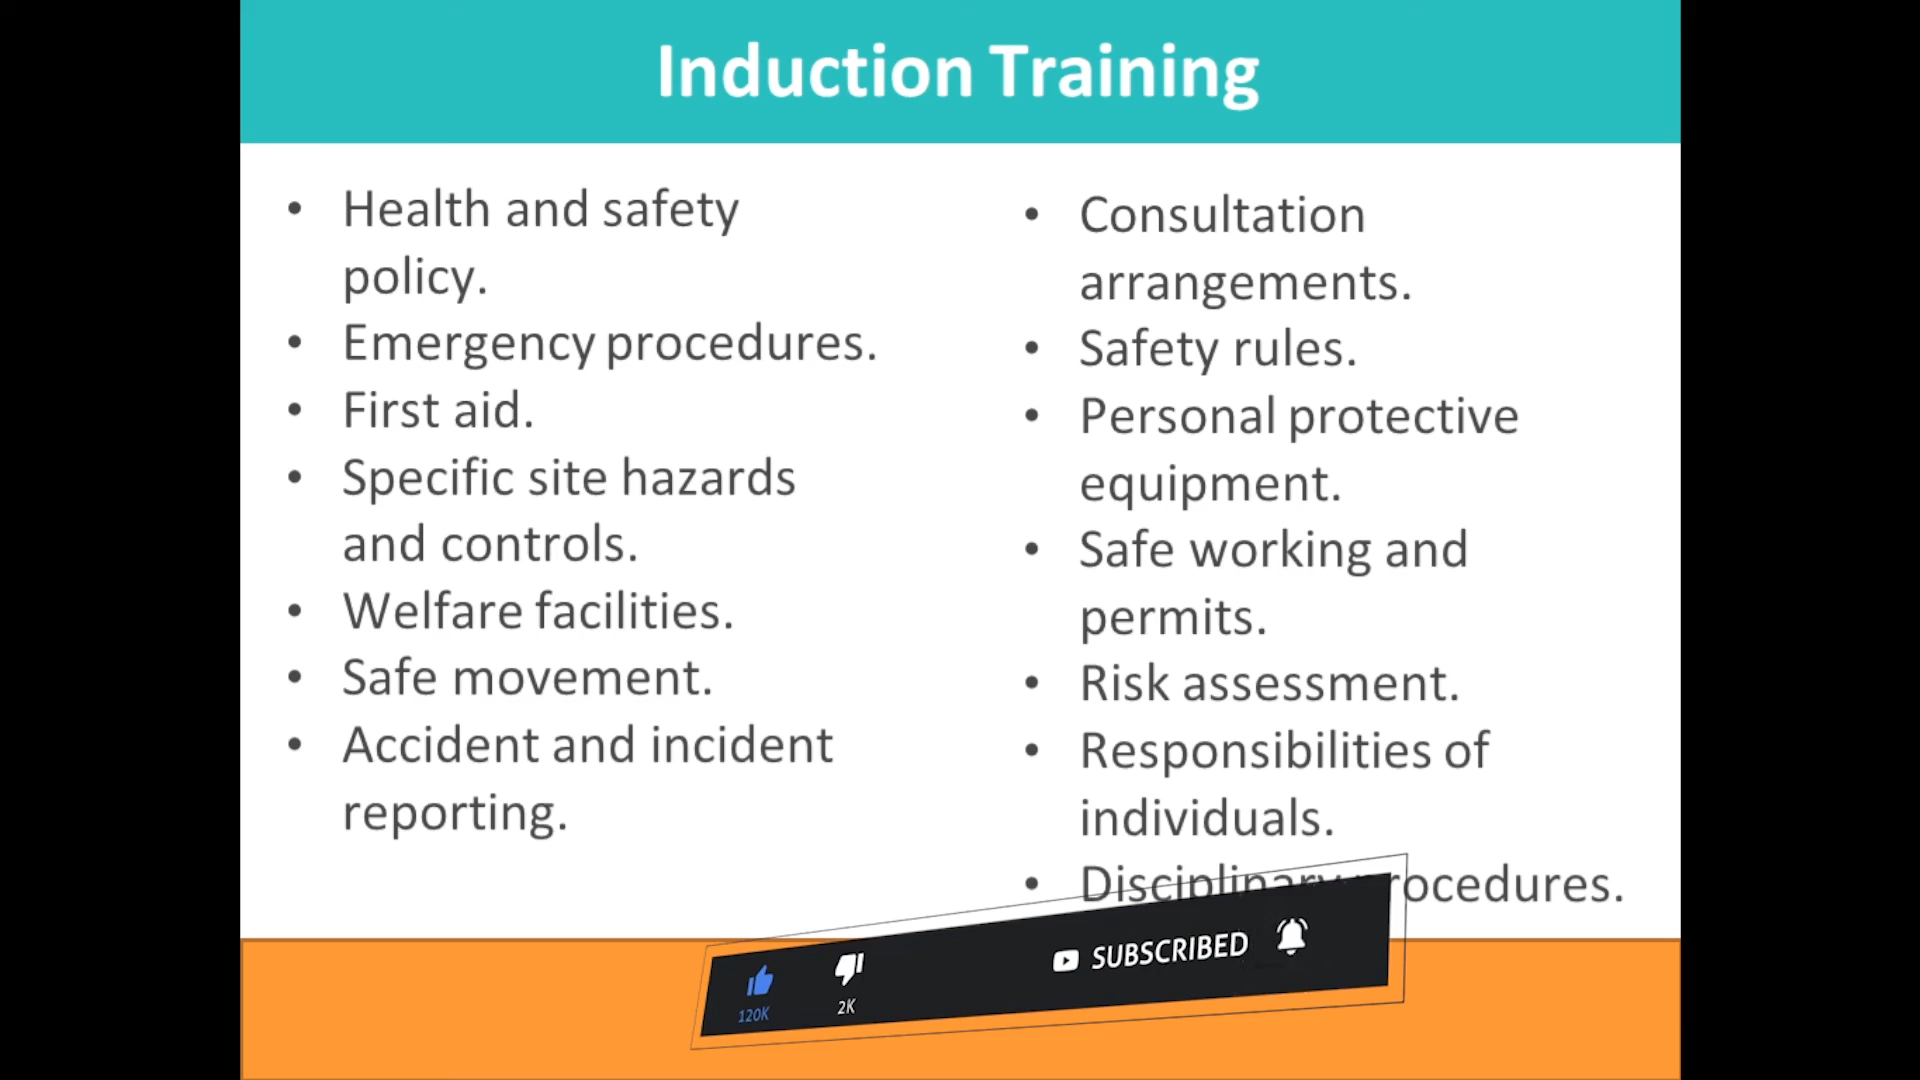 Induction Training
• Health and safety
policy.
• Emergency procedures.
• First aid.
• Specific site hazards
and controls.
• Welfare facilities.
• Safe movement.
• Accident and incident
reporting.
• Consultation
arrangements.
• Safety rules.
• Personal protective
equipment.
• Safe working and
permits.
• Risk assessment.
• Responsibilities of
individuals.
• Disciplinary procedures.
120K
2K
SUBSCRIBED